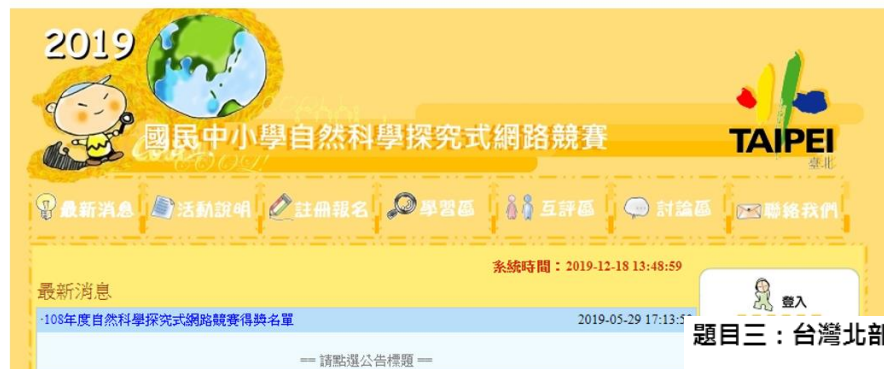 2019
國民中小學自然科學探究式網路競賽
TAIPEI
臺北
最新消息 活動說明 註冊報名 學習區 互評區 討論區 聯絡我們
系統時間：2019-12-18 13:48:59
最新消息
登入
·108年度自然科學探究式網路競賽得獎名單 2019-05-29 17:13:5
題目三：台灣北部
== 請點選公告標題 ==